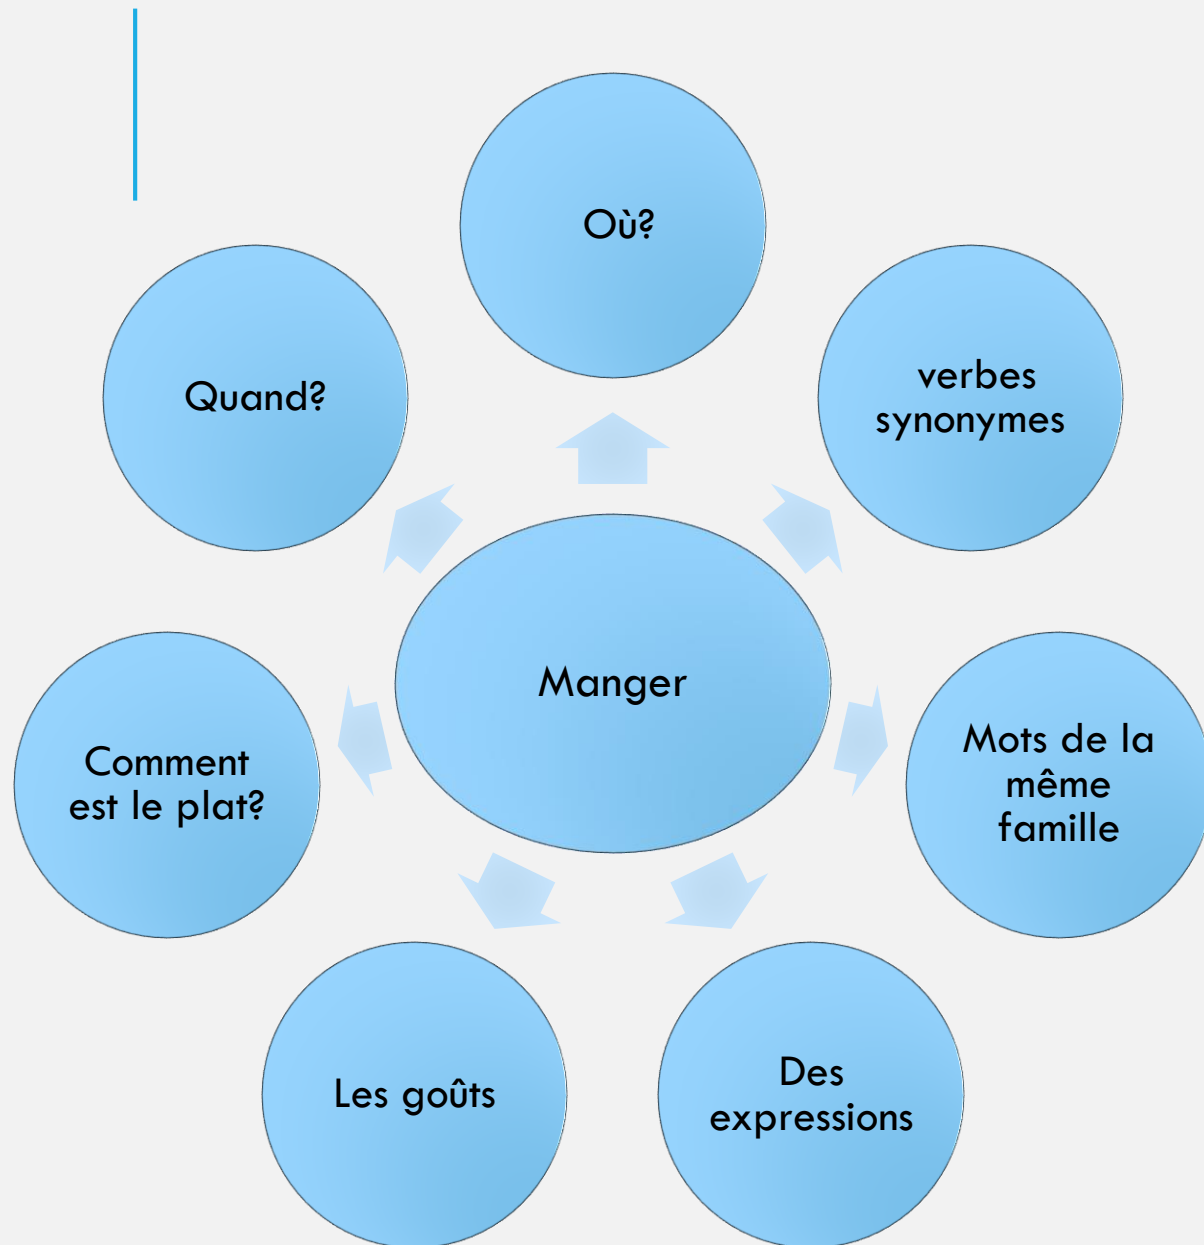 Où?
verbes
synonymes
Quand?
Manger
Mots de la
même
famille
Comment
est le plat?
Des
expressions
Les goûts